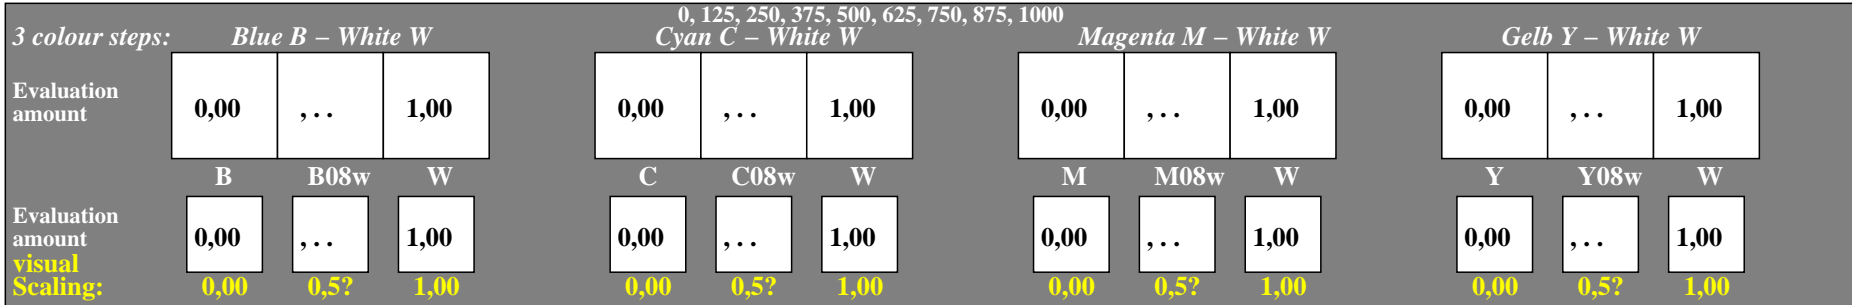 0, 125, 250, 375, 500, 625, 750, 875, 1000
3 colour steps: Blue B – White W Cyan C – White W Magenta M – White W Gelb Y – White W
Evaluation
amount 0,00 , . . 1,00 0,00 , . . 1,00 0,00 , . . 1,00 0,00 , . . 1,00
B B08w W C C08w W M M08w W Y Y08w W
Evaluation
amount 0,00 , . . 1,00 0,00 , . . 1,00 0,00 , . . 1,00 0,00 , . . 1,00
visual
Scaling: 0,00 0,5? 1,00 0,00 0,5? 1,00 0,00 0,5? 1,00 0,00 0,5? 1,00